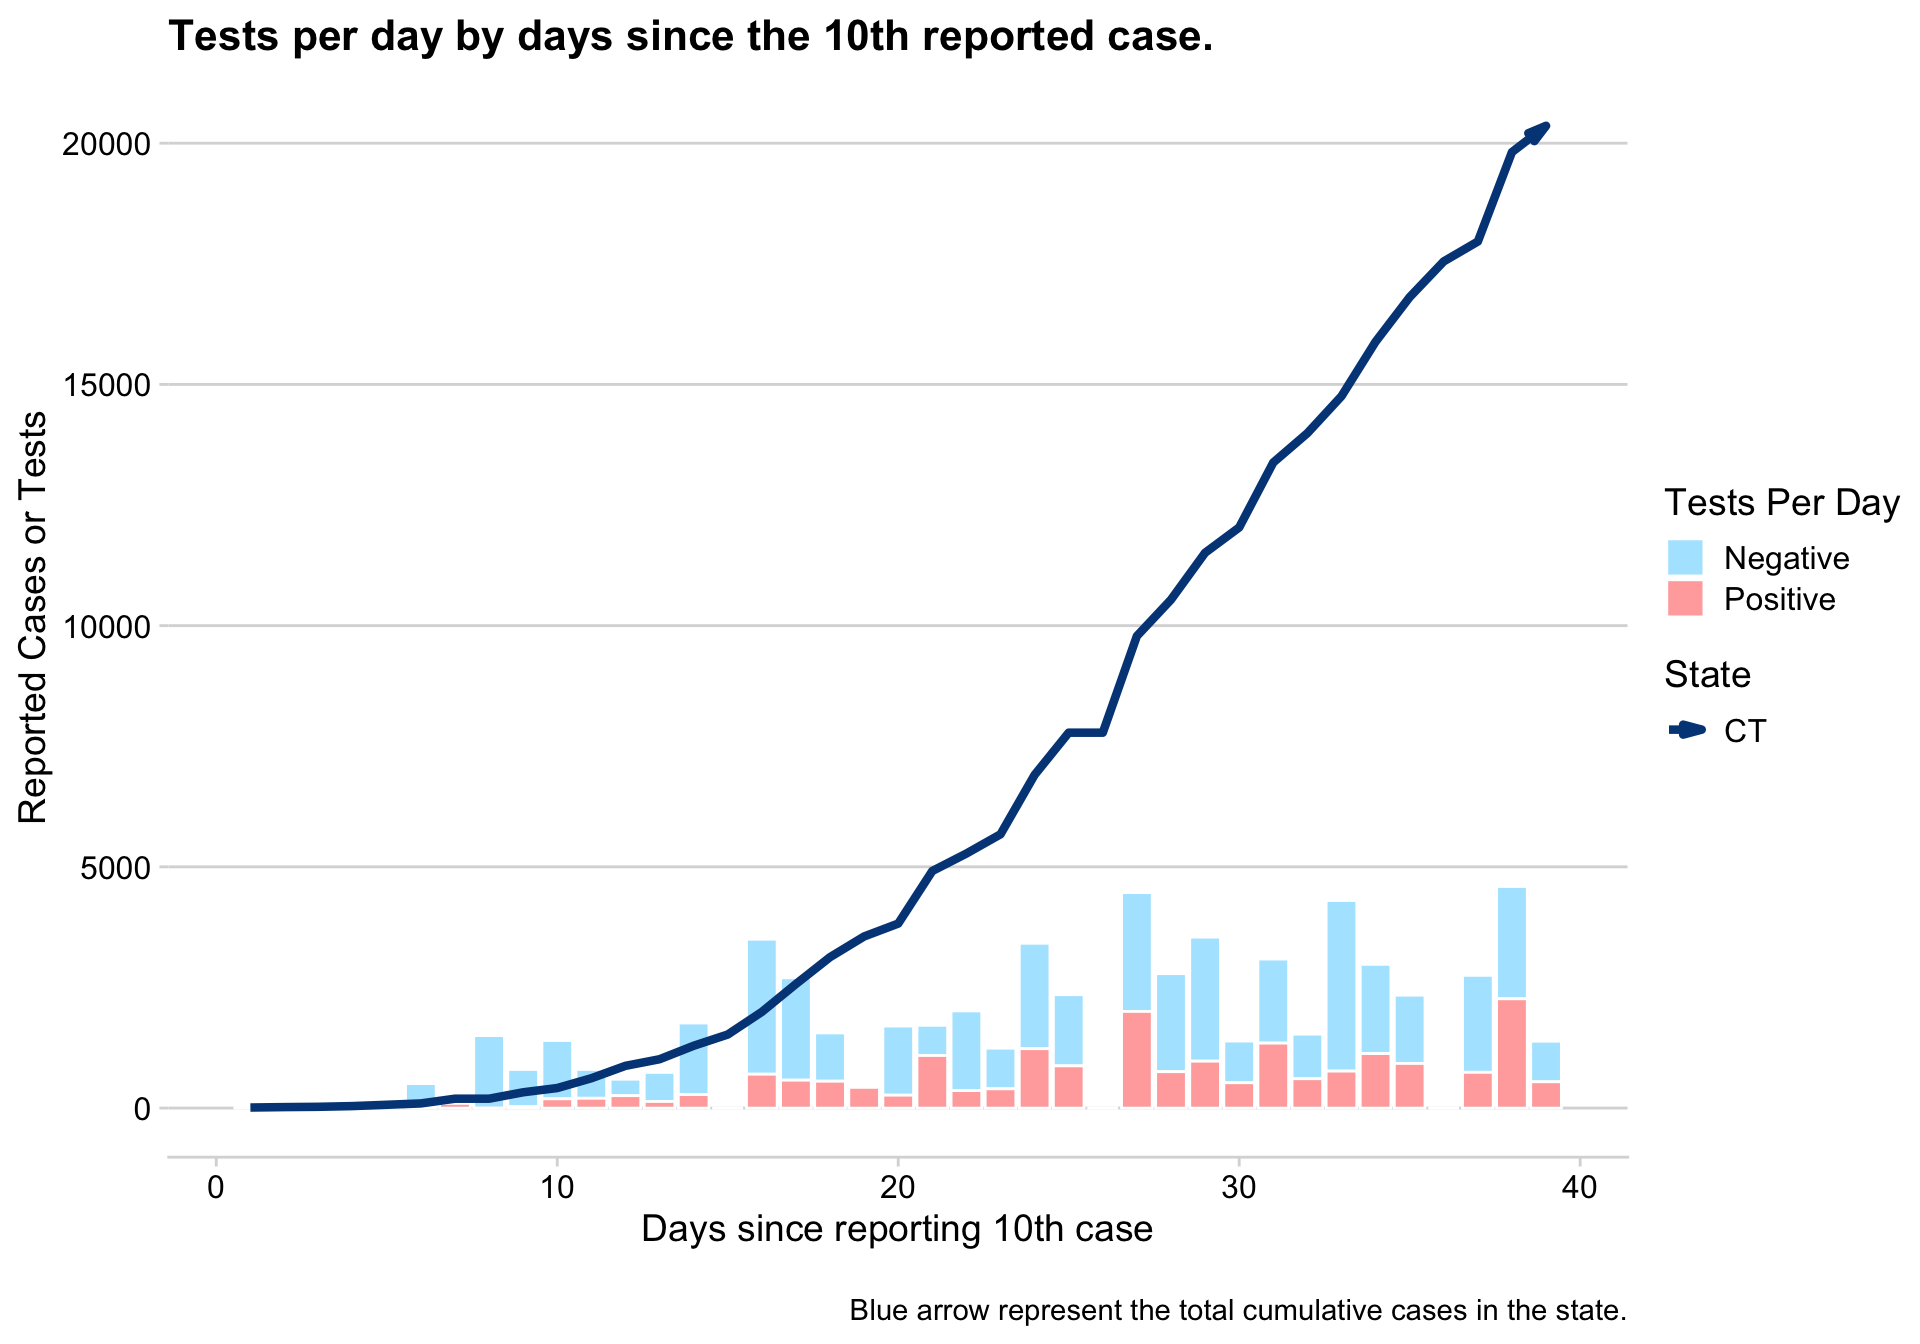 Tests per day by days since the 10th reported case.
20000
15000
10000
5000
0
Reported Cases or Tests
0 10 20 30 40
Days since reporting 10th case
Tests Per Day
Negative
Positive
State
CT
Blue arrow represent the total cumulative cases in the state.